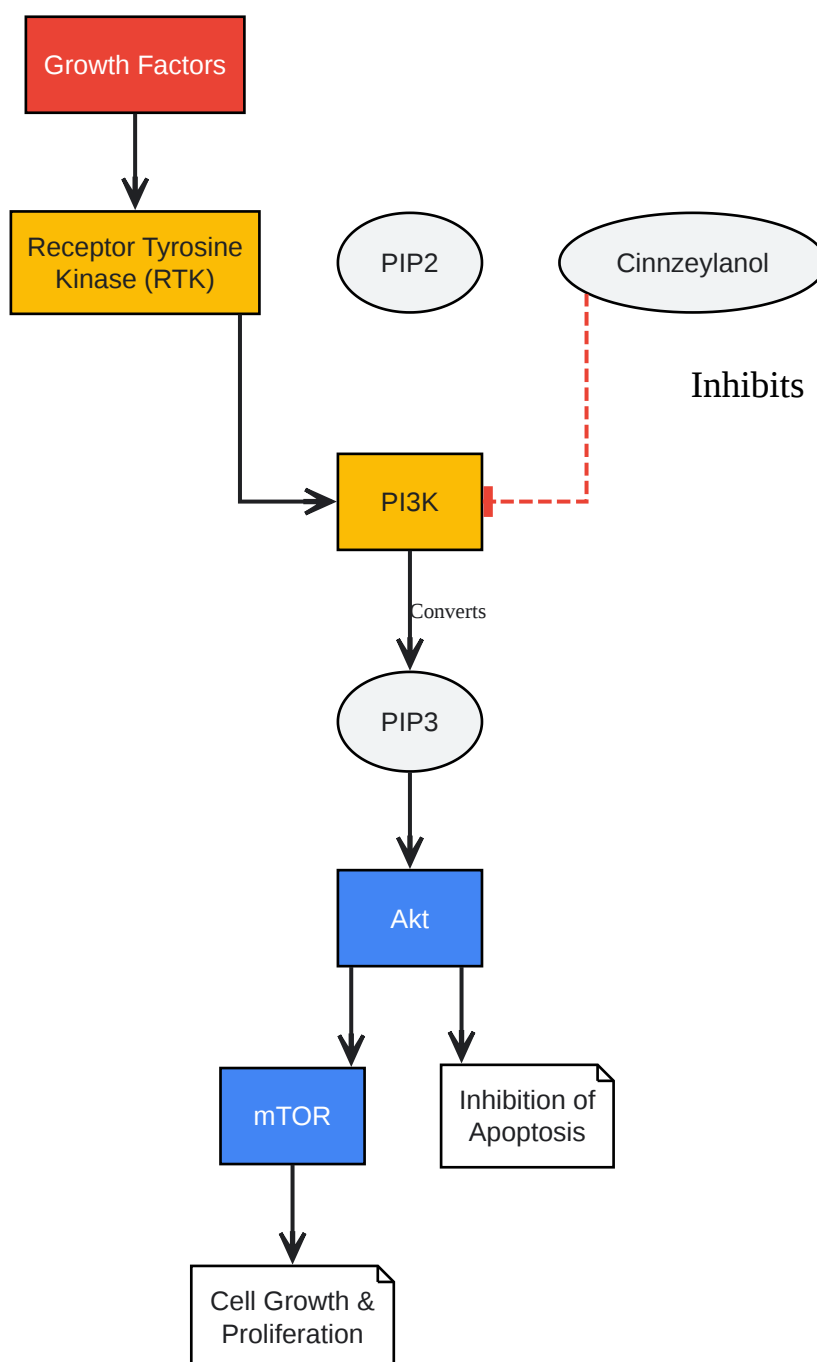 Growth Factors
Receptor Tyrosine
Kinase (RTK)
PIP2
Cinnzeylanol
Inhibits
PI3K
Converts
PIP3
Akt
mTOR
Inhibition of
Apoptosis
Cell Growth &
Proliferation